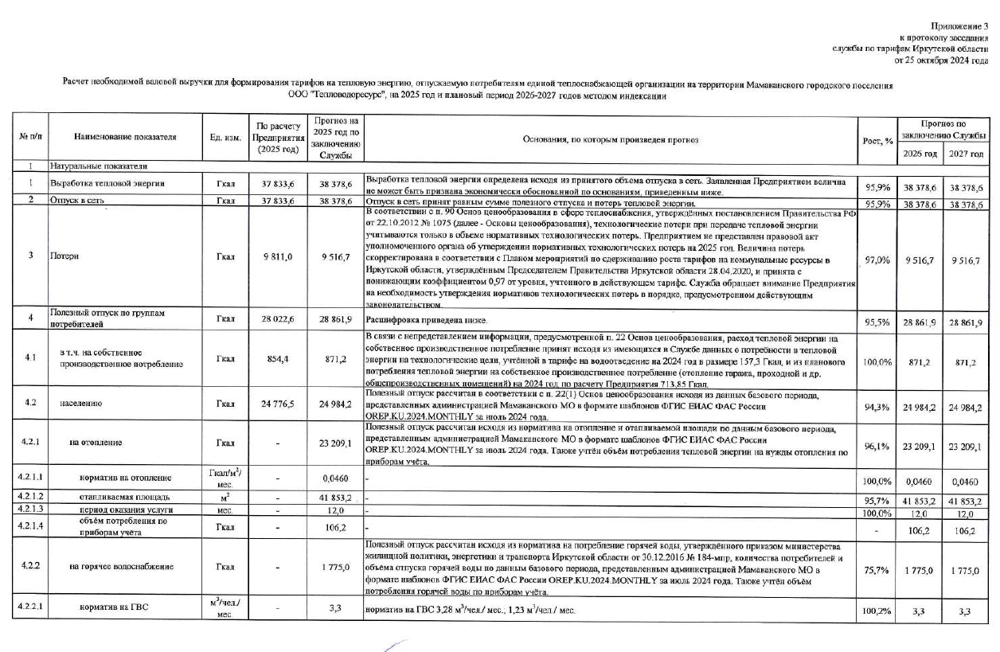 Приложение 3
к протоколу заседания
службы по тарифам Иркутской области
от 25 октября 2024 года
Расчет необходимой валовой выручки для формирования тарифов на тепловую энергию, отпускаемую потребителям единой теплоснабжающей организации на территории Мамаканского городского поселения
ООО "Тепловодоресурс", на 2025 год и плановый период 2026-2027 годов методом индексации
№ п/п
Наименование показателя
Ед. изм.
По расчету
Предприятия
(2025 год)
Прогноз на
2025 год по
заключению
Службы
Основания, по которым произведен прогноз
Рост, %
Прогноз по
заключению Службы
2026 год 2027 год
I Натуральные показатели
1 Выработка тепловой энергии Гкал 37 833,6 38 378,6
Выработка тепловой энергии определена исходя из принятого объема отпуска в сеть. Заявленная Предприятием величина
не может быть признана экономически обоснованной по основаниям, приведенным ниже.
95,9% 38 378,6 38 378,6
2 Отпуск в сеть Гкал 37 833,6 38 378,6 Отпуск в сеть принят равным сумме полезного отпуска и потерь тепловой энергии. 95,9% 38 378,6 38 378,6
3 Потери Гкал 9 811,0 9 516,7
В соответствии с п. 90 Основ ценообразования в сфере теплоснабжения, утверждённых постановлением Правительства РФ
от 22.10.2012 № 1075 (далее - Основы ценообразования), технологические потери при передаче тепловой энергии
учитываются только в объеме нормативных технологических потерь. Предприятием не представлен правовой акт
уполномоченного органа об утверждении нормативных технологических потерь на 2025 год. Величина потерь
скорректирована в соответствии с Планом мероприятий по сдерживанию роста тарифов на коммунальные ресурсы в
Иркутской области, утверждённым Председателем Правительства Иркутской области 28.04.2020, и принята с
понижающим коэффициентом 0,97 от уровня, учтенного в действующем тарифе. Служба обращает внимание Предприятия
на необходимость утверждения нормативов технологических потерь в порядке, предусмотренном действующим
законодательством.
97,0% 9 516,7 9 516,7
4 Полезный отпуск по группам
потребителей
Гкал 28 022,6 28 861,9 Расшифровка приведена ниже. 95,5% 28 861,9 28 861,9
4.1 в т.ч. на собственное
производственное потребление
Гкал 854,4 871,2
В связи с непредставлением информации, предусмотренной п. 22 Основ ценообразования, расход тепловой энергии на
собственное производственное потребление принят исходя из имеющихся в Службе данных о потребности в тепловой
энергии на технологические цели, учтённой в тарифе на водоотведение на 2024 год в размере 157,3 Гкал, и из планового
потребления тепловой энергии на собственное производственное потребление (отопление гаража, проходной и др.
общепроизводственных помещений) на 2024 год по расчету Предприятия 713,85 Гкал.
100,0% 871,2 871,2
4.2 населению Гкал 24 776,5 24 984,2
Полезный отпуск рассчитан в соответствии с п. 22(1) Основ ценообразования исходя из данных базового периода,
представленных администрацией Мамаканского МО в формате шаблонов ФГИС ЕИАС ФАС России
OREP.KU.2024.MONTHLY за июль 2024 года.
94,3% 24 984,2 24 984,2
4.2.1 на отопление Гкал - 23 209,1
Полезный отпуск рассчитан исходя из норматива на отопление и отапливаемой площади по данным базового периода,
представленным администрацией Мамаканского МО в формате шаблонов ФГИС ЕИАС ФАС России
OREP.KU.2024.MONTHLY за июль 2024 года. Также учтён объём потребления тепловой энергии на нужды отопления по
приборам учёта.
96,1% 23 209,1 23 209,1
4.2.1.1 норматив на отопление Гкал/м²/
мес.
- 0,0460 - 100,0% 0,0460 0,0460
4.2.1.2 отапливаемая площадь м² - 41 853,2 - 95,7% 41 853,2 41 853,2
4.2.1.3 период оказания услуги мес. - 12,0 100,0% 12,0 12,0
4.2.1.4 объём потребления по
приборам учёта
Гкал - 106,2 - - 106,2 106,2
4.2.2 на горячее водоснабжение Гкал - 1 775,0
Полезный отпуск рассчитан исходя из норматива на потребление горячей воды, утверждённого приказом министерства
жилищной политики, энергетики и транспорта Иркутской области от 30.12.2016 № 184-мпр, количества потребителей и
объема отпуска горячей воды по данным базового периода, представленным администрацией Мамаканского МО в
формате шаблонов ФГИС ЕИАС ФАС России OREP.KU.2024.MONTHLY за июль 2024 года. Также учтён объём
потребления горячей воды по приборам учёта.
75,7% 1 775,0 1 775,0
4.2.2.1 норматив на ГВС м³/чел./
мес.
- 3,3 норматив на ГВС 3,28 м³/чел./ мес.; 1,23 м³/чел./ мес. 100,2% 3,3 3,3